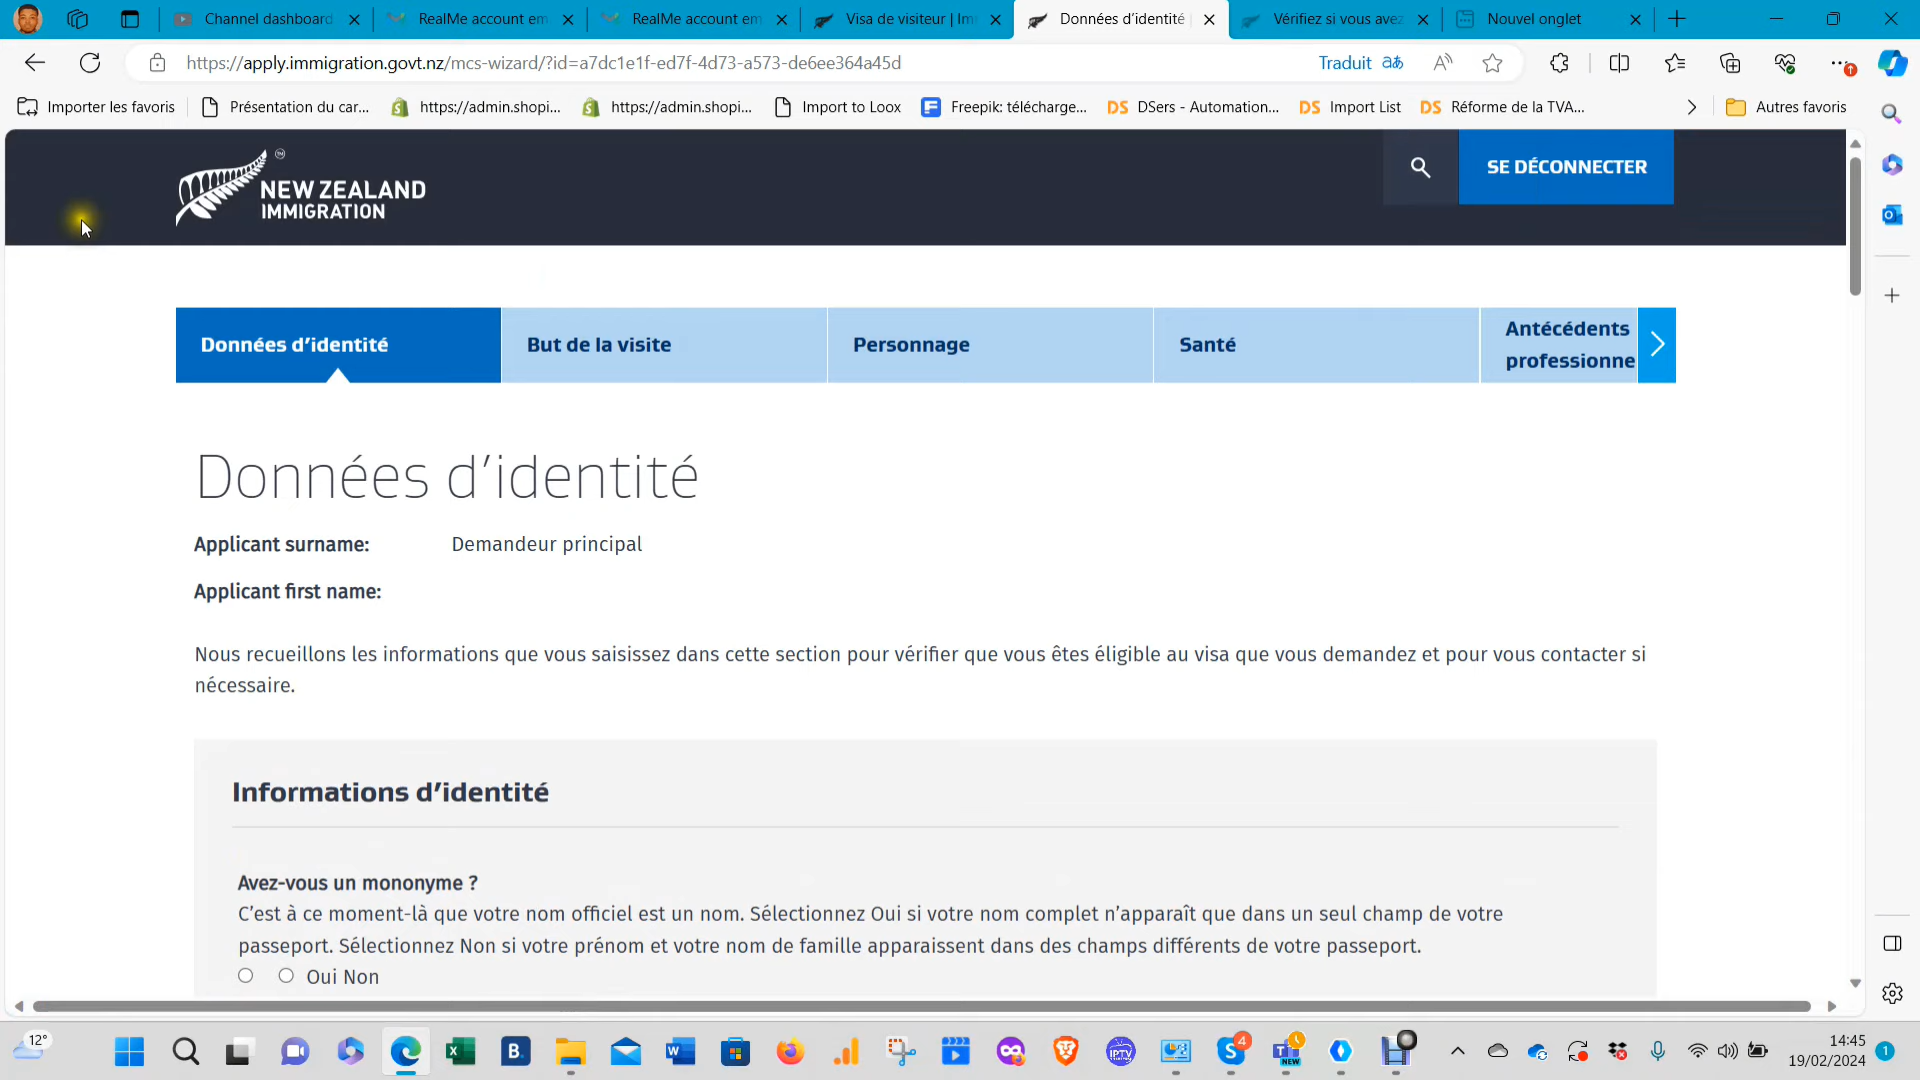 Channel dashboard
RealMe account em
RealMe account em
Visa de visiteur | Im
Données d'identité
Vérifiez si vous avez
Nouvel onglet
https://apply.immigration.govt.nz/mcs-wizard/?id=a7dc1e1f-ed7f-4d73-a573-de6ee364a45d
Traduit
Importer les favoris
Présentation du car...
https://admin.shopi...
https://admin.shopi...
Import to Loox
Freepik: télécharge...
DS DSers - Automation...
DS Import List
DS Réforme de la TVA...
Autres favoris
NEW ZEALAND
IMMIGRATION
TM
SE DÉCONNECTER
Données d'identité
But de la visite
Personnage
Santé
Antécédents
professionne
Données d'identité
Applicant surname: Demandeur principal
Applicant first name:
Nous recueillons les informations que vous saisissez dans cette section pour vérifier que vous êtes éligible au visa que vous demandez et pour vous contacter si
nécessaire.
Informations d'identité
Avez-vous un mononyme ?
C'est à ce moment-là que votre nom officiel est un nom. Sélectionnez Oui si votre nom complet n'apparaît que dans un seul champ de votre
passeport. Sélectionnez Non si votre prénom et votre nom de famille apparaissent dans des champs différents de votre passeport.
Oui Non
12°
B.
IPTV
4
NEW
14:45
19/02/2024
1